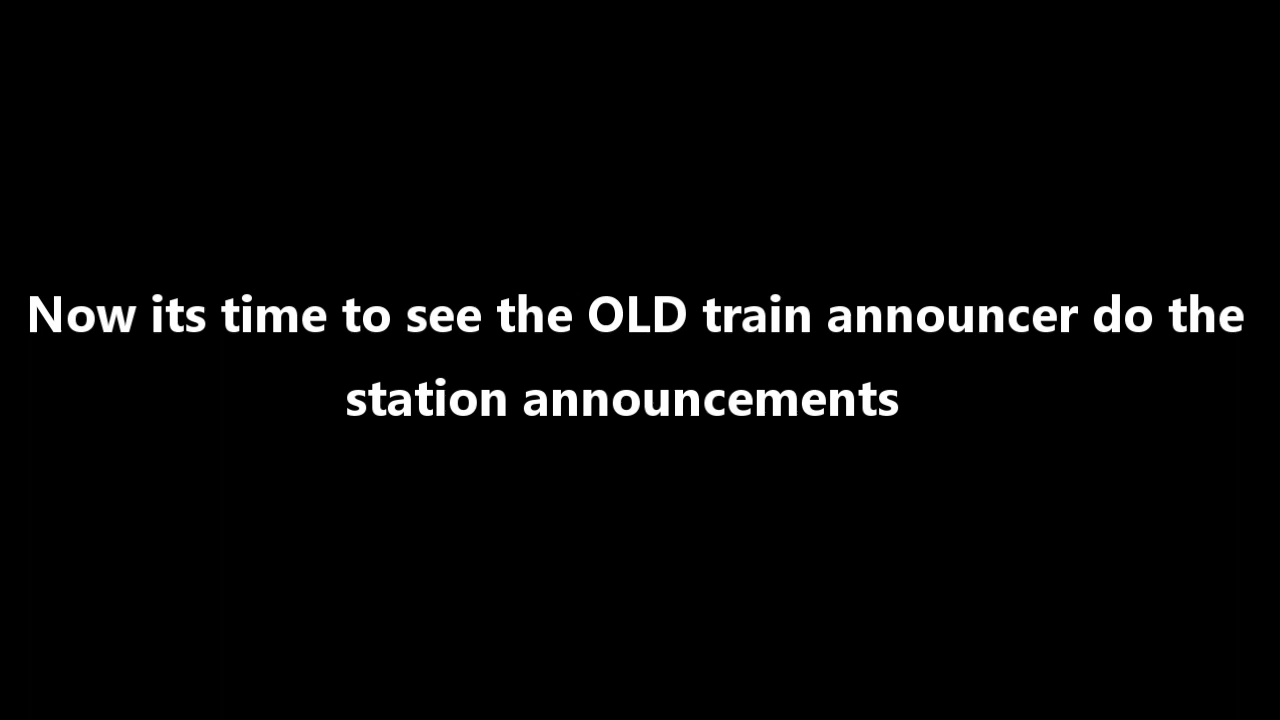 Now its time to see the OLD train announcer do the
station announcements